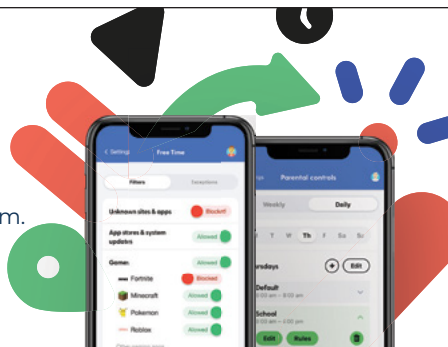 m.
Settings
Free Time
Filters
Exceptions
Unknown sites & apps
Blocked
App stores & system
updates
Allowed
Games
Allowed
Fortnite
Blocked
Minecraft
Allowed
Pokemon
Allowed
Roblox
Allowed
Parental controls
Weekly
Daily
T W Th F Sa Su
rsdays
Edit
Default
School
Edit
Rules